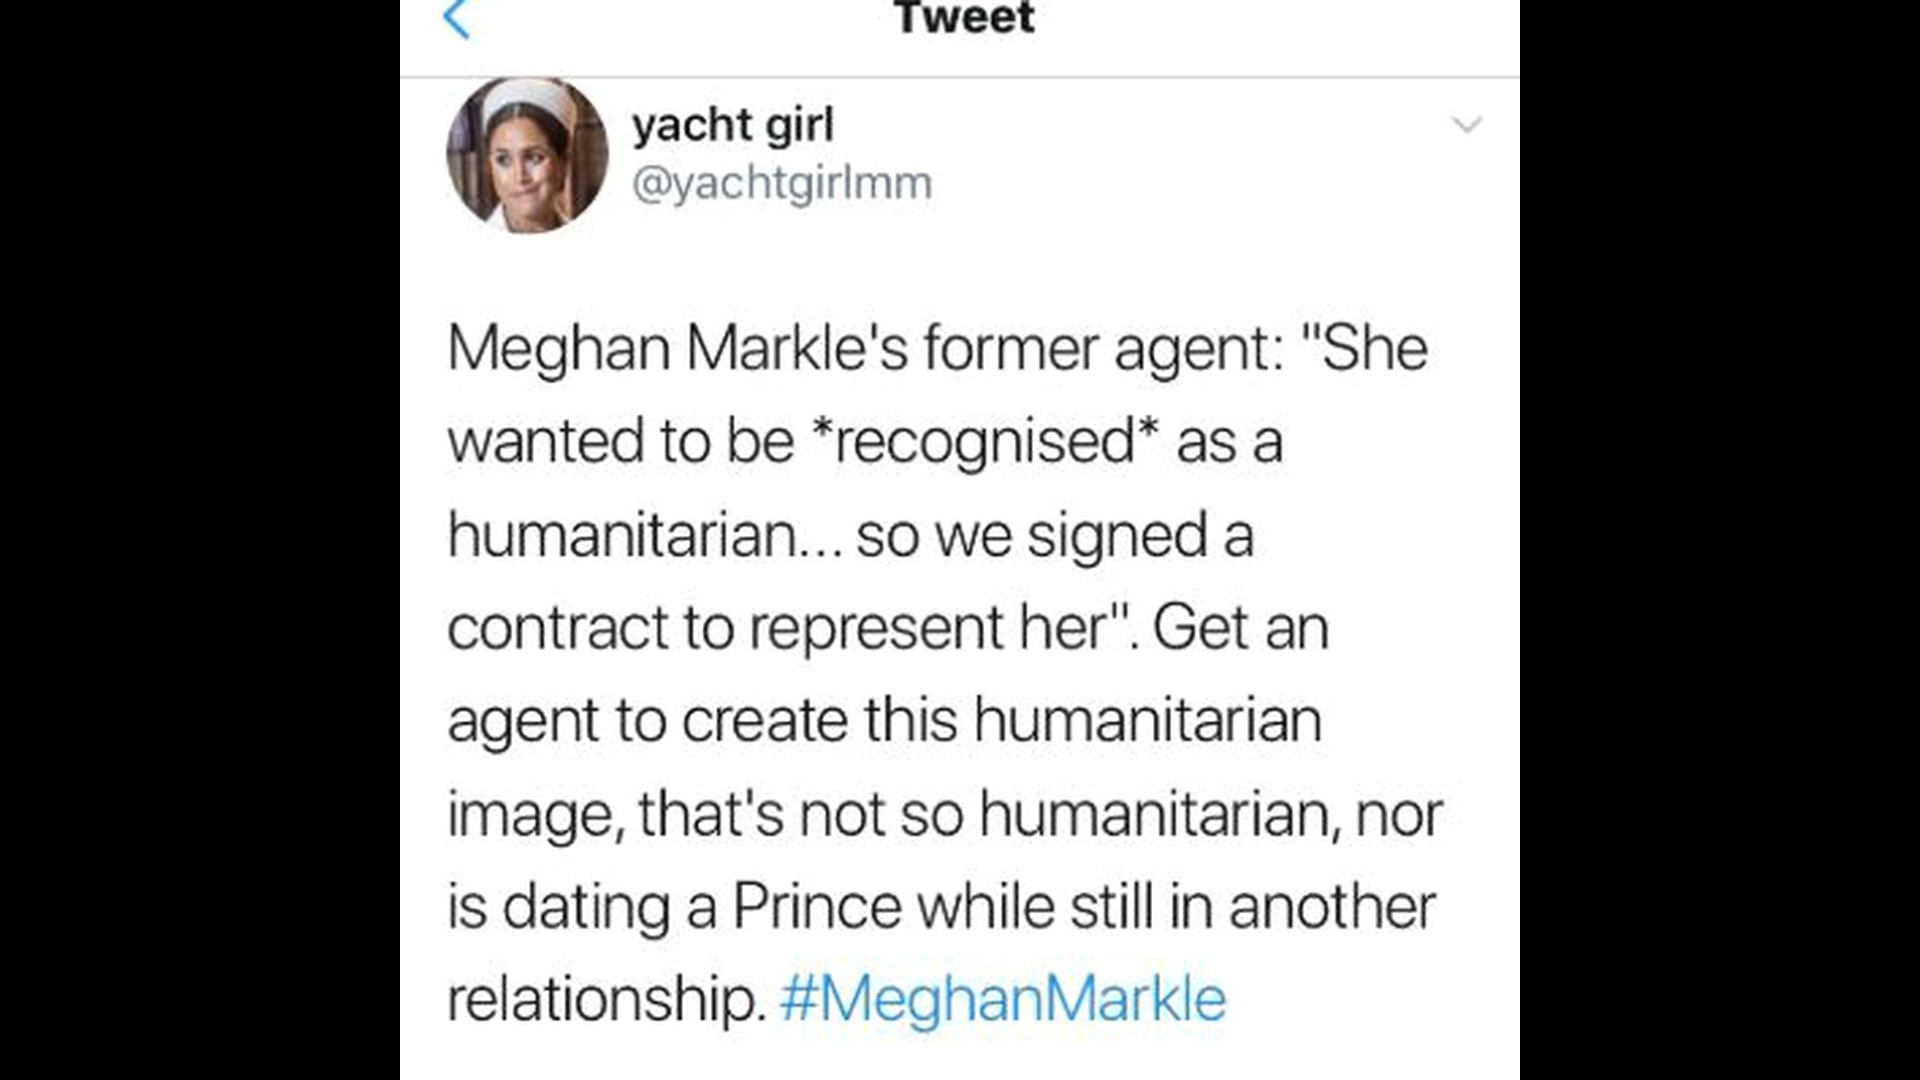 Tweet
yacht girl
@yachtgirlmm
Meghan Markle's former agent: "She
wanted to be *recognised* as a
humanitarian... so we signed a
contract to represent her". Get an
agent to create this humanitarian
image, that's not so humanitarian, nor
is dating a Prince while still in another
relationship. #MeghanMarkle